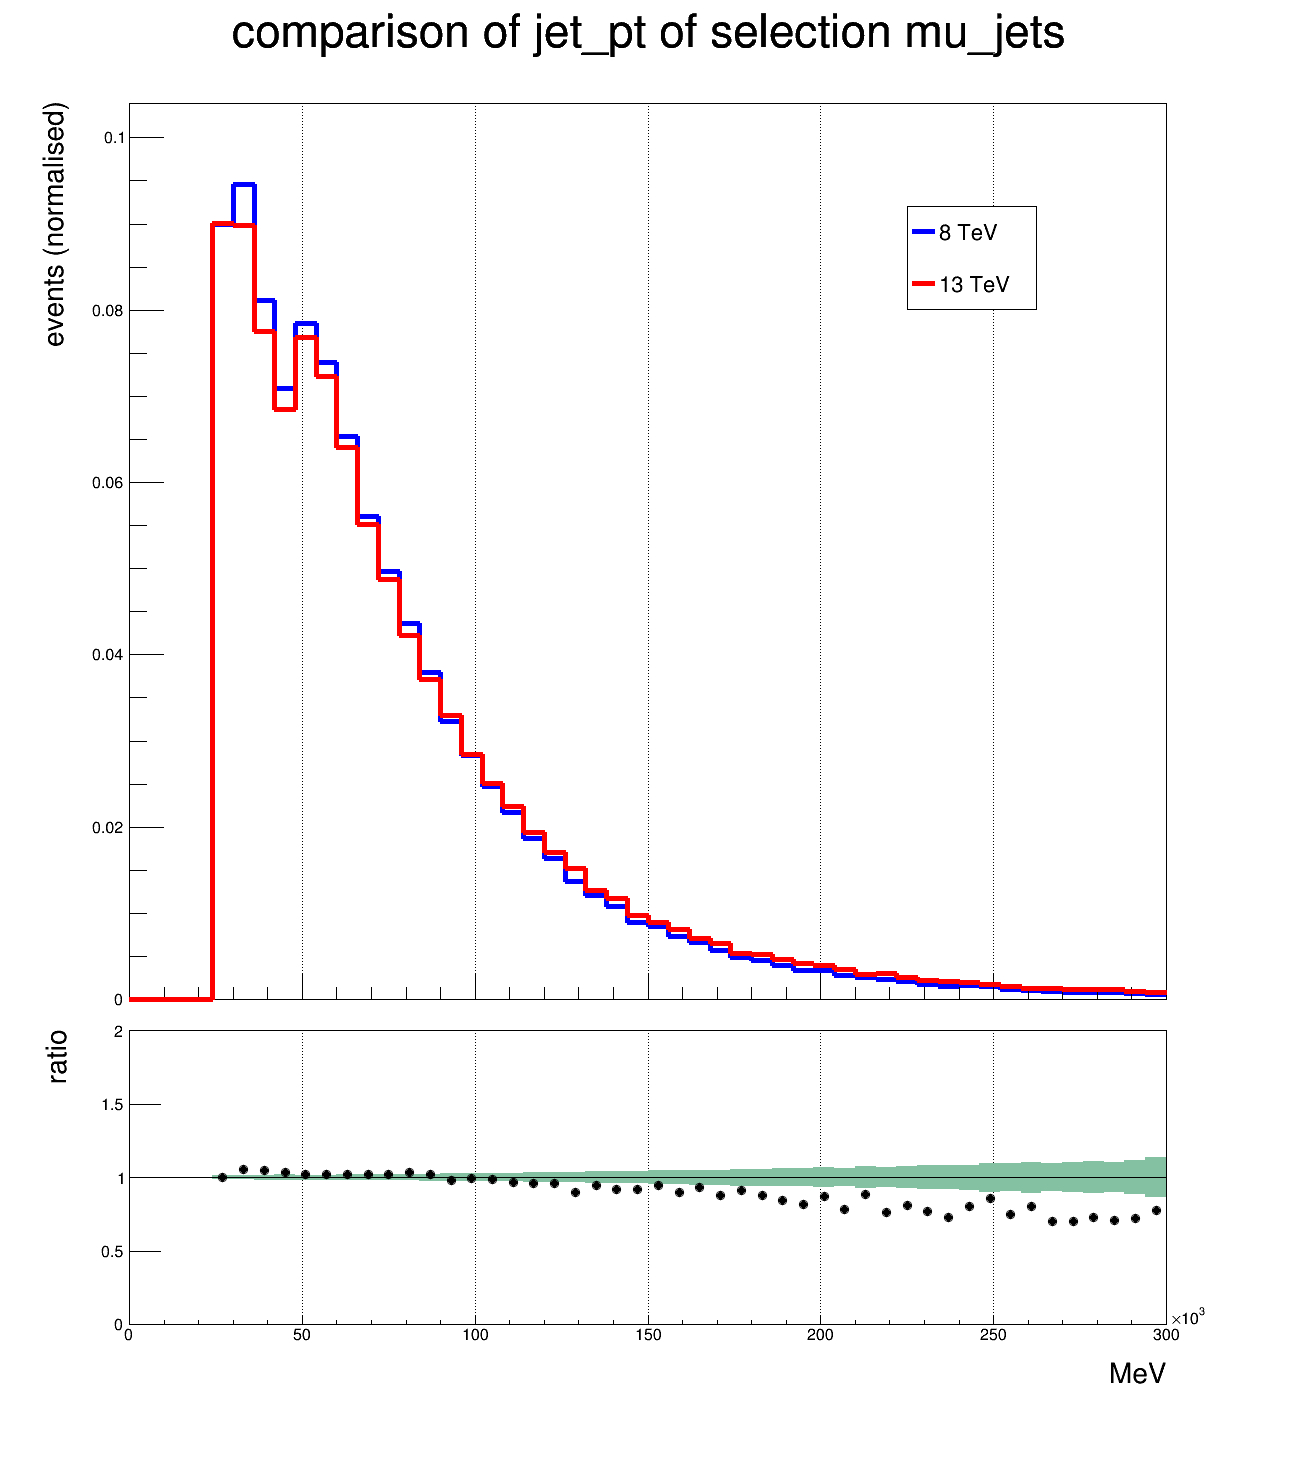 comparison of jet_pt of selection mu_jets
events (normalised)
0.1
0.08
0.06
0.04
0.02
0
8 TeV
13 TeV
ratio
2
1.5
1
0.5
0
0 50 100 150 200 250 300
×10³
MeV